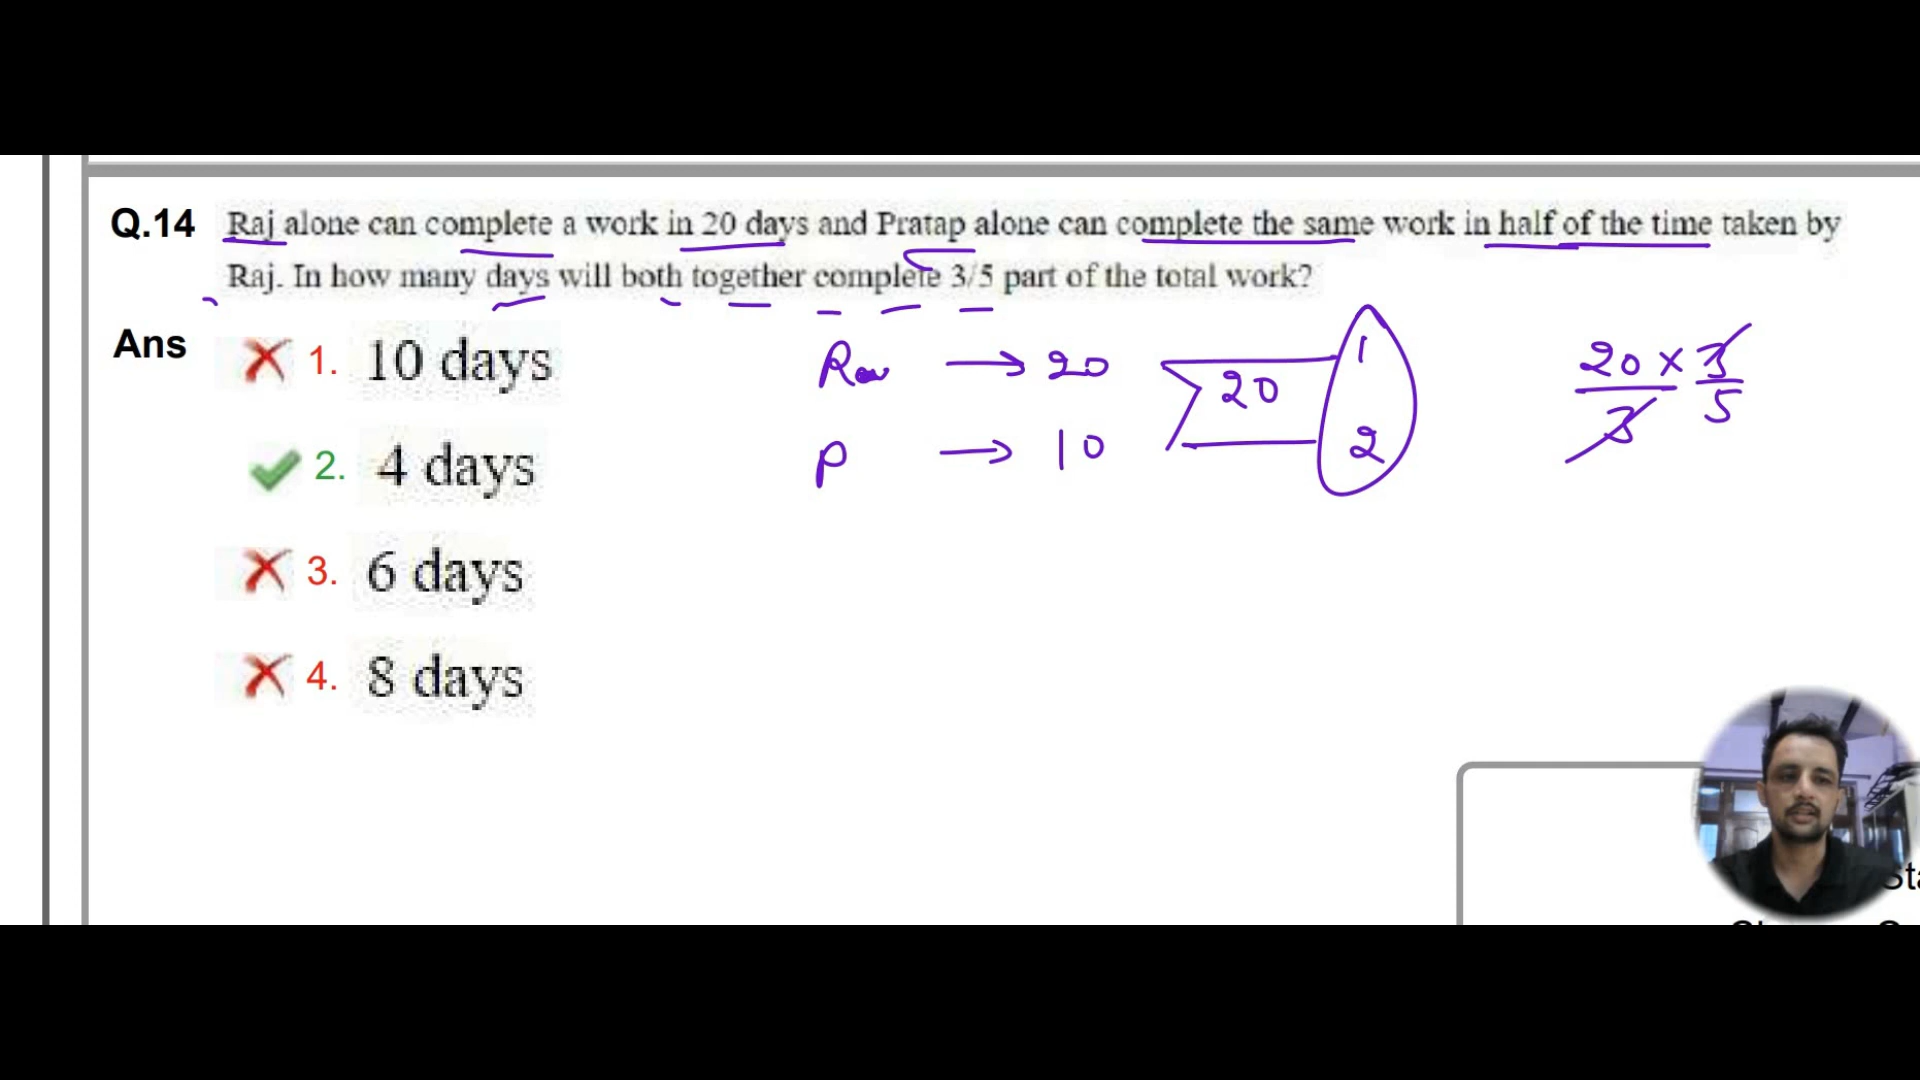 Q.14 Raj alone can complete a work in 20 days and Pratap alone can complete the same work in half of the time taken by
Raj. In how many days will both together complete 3/5 part of the total work?
Ans
1. 10 days
2. 4 days
3. 6 days
4. 8 days
→ 20
P → 10
20
1
2
20 × 3
3 5